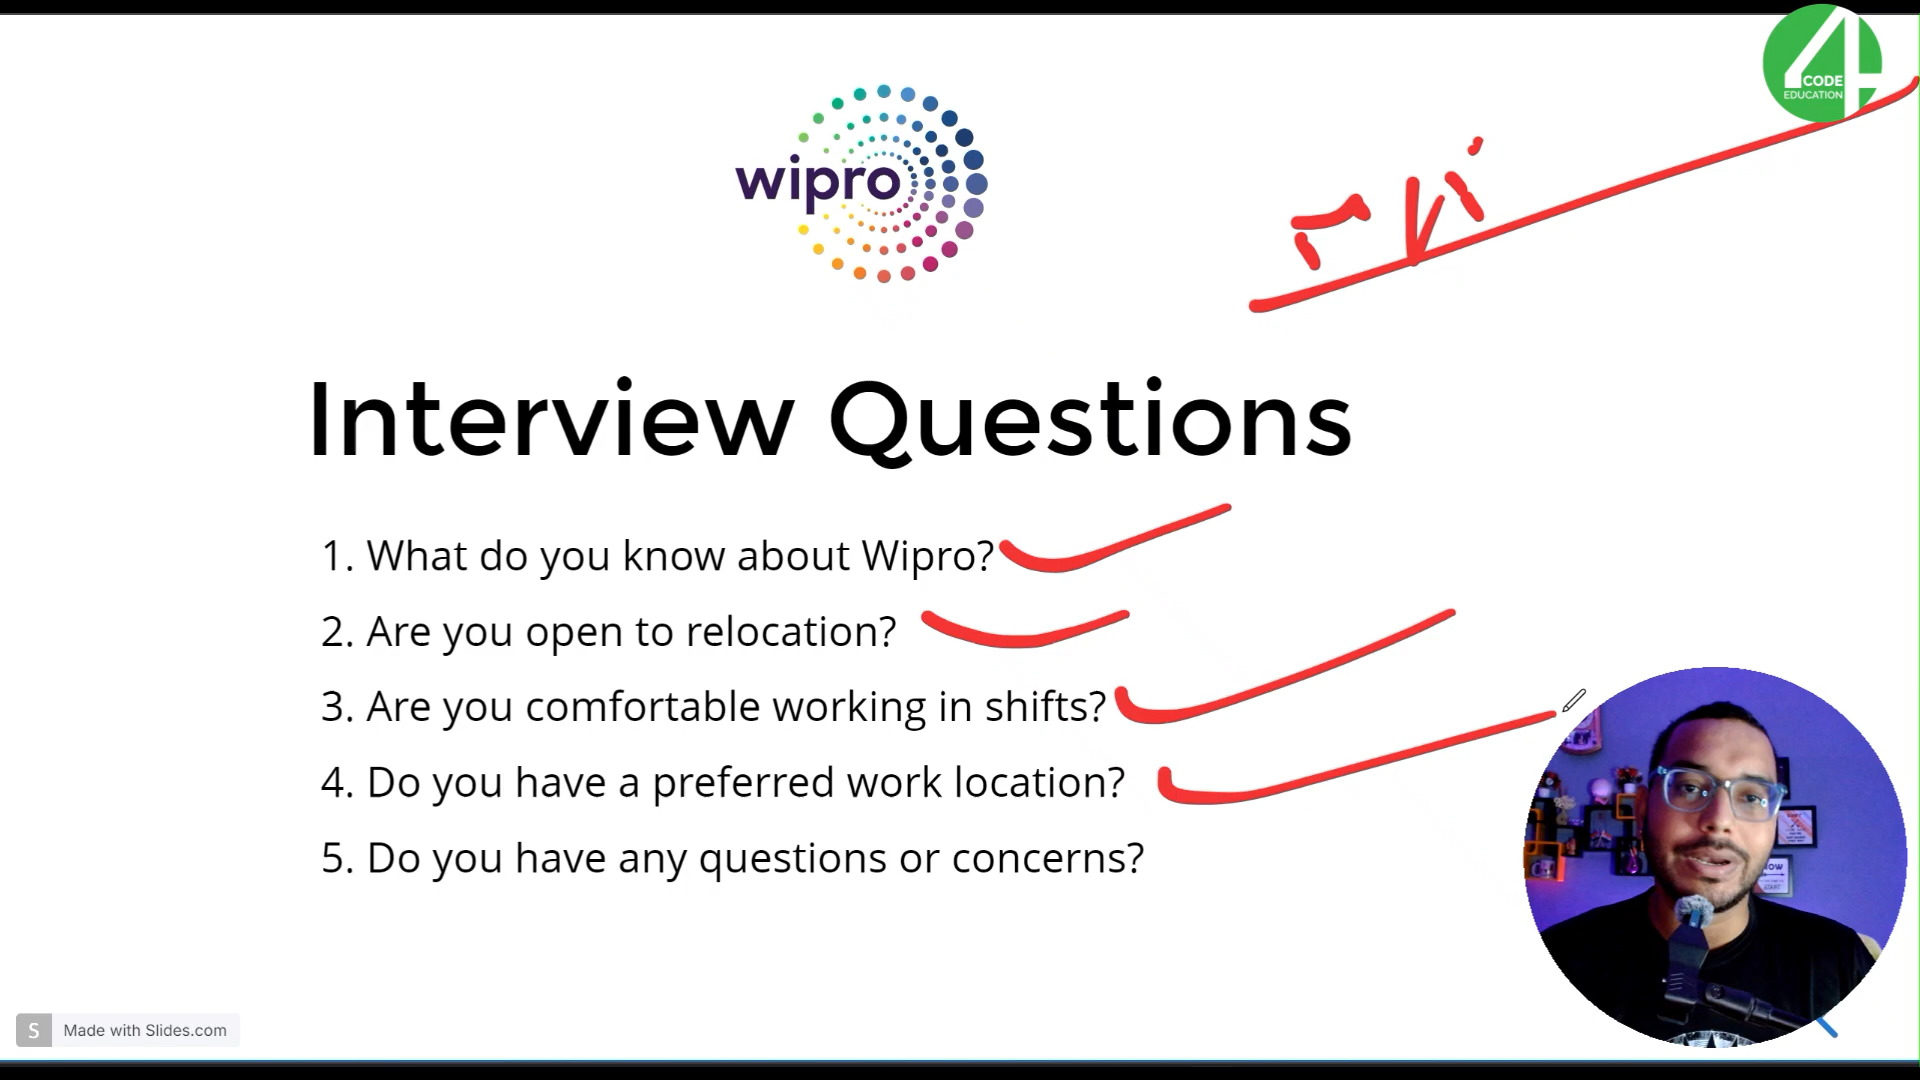 CODE
EDUCATION
wipro
Interview Questions
1. What do you know about Wipro?
2. Are you open to relocation?
3. Are you comfortable working in shifts?
4. Do you have a preferred work location?
5. Do you have any questions or concerns?
S Made with Slides.com